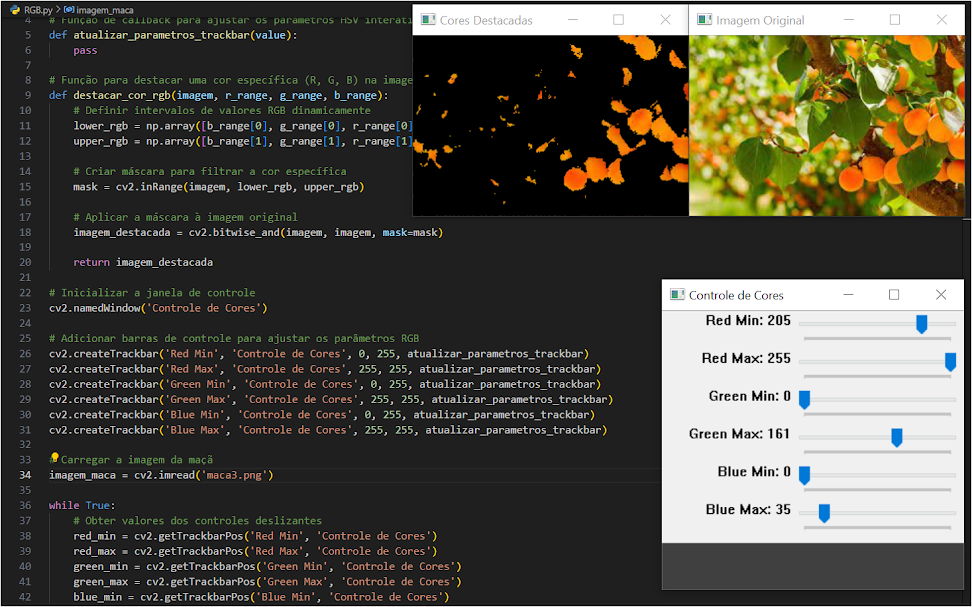 RGB.py > imagem_maca
4 # Função de callback para ajustar os parâmetros HSV interati
5 def atualizar_parametros_trackbar(value):
6 pass
7
8 # Função para destacar uma cor específica (R, G, B) na image
9 def destacar_cor_rgb(imagem, r_range, g_range, b_range):
10 # Definir intervalos de valores RGB dinamicamente
11 lower_rgb = np.array([b_range[0], g_range[0], r_range[0]
12 upper_rgb = np.array([b_range[1], g_range[1], r_range[1]
13
14 # Criar máscara para filtrar a cor específica
15 mask = cv2.inRange(imagem, lower_rgb, upper_rgb)
16
17 # Aplicar a máscara à imagem original
18 imagem_destacada = cv2.bitwise_and(imagem, imagem, mask=mask)
19
20 return imagem_destacada
21
22 # Inicializar a janela de controle
23 cv2.namedWindow('Controle de Cores')
24
25 # Adicionar barras de controle para ajustar os parâmetros RGB
26 cv2.createTrackbar('Red Min', 'Controle de Cores', 0, 255, atualizar_parametros_trackbar)
27 cv2.createTrackbar('Red Max', 'Controle de Cores', 255, 255, atualizar_parametros_trackbar)
28 cv2.createTrackbar('Green Min', 'Controle de Cores', 0, 255, atualizar_parametros_trackbar)
29 cv2.createTrackbar('Green Max', 'Controle de Cores', 255, 255, atualizar_parametros_trackbar)
30 cv2.createTrackbar('Blue Min', 'Controle de Cores', 0, 255, atualizar_parametros_trackbar)
31 cv2.createTrackbar('Blue Max', 'Controle de Cores', 255, 255, atualizar_parametros_trackbar)
32
33 # Carregar a imagem da maçã
34 imagem_maca = cv2.imread('maca3.png')
35
36 while True:
37 # Obter valores dos controles deslizantes
38 red_min = cv2.getTrackbarPos('Red Min', 'Controle de Cores')
39 red_max = cv2.getTrackbarPos('Red Max', 'Controle de Cores')
40 green_min = cv2.getTrackbarPos('Green Min', 'Controle de Cores')
41 green_max = cv2.getTrackbarPos('Green Max', 'Controle de Cores')
42 blue_min = cv2.getTrackbarPos('Blue Min', 'Controle de Cores')
Cores Destacadas
Imagem Original
Controle de Cores
Red Min: 205
Red Max: 255
Green Min: 0
Green Max: 161
Blue Min: 0
Blue Max: 35